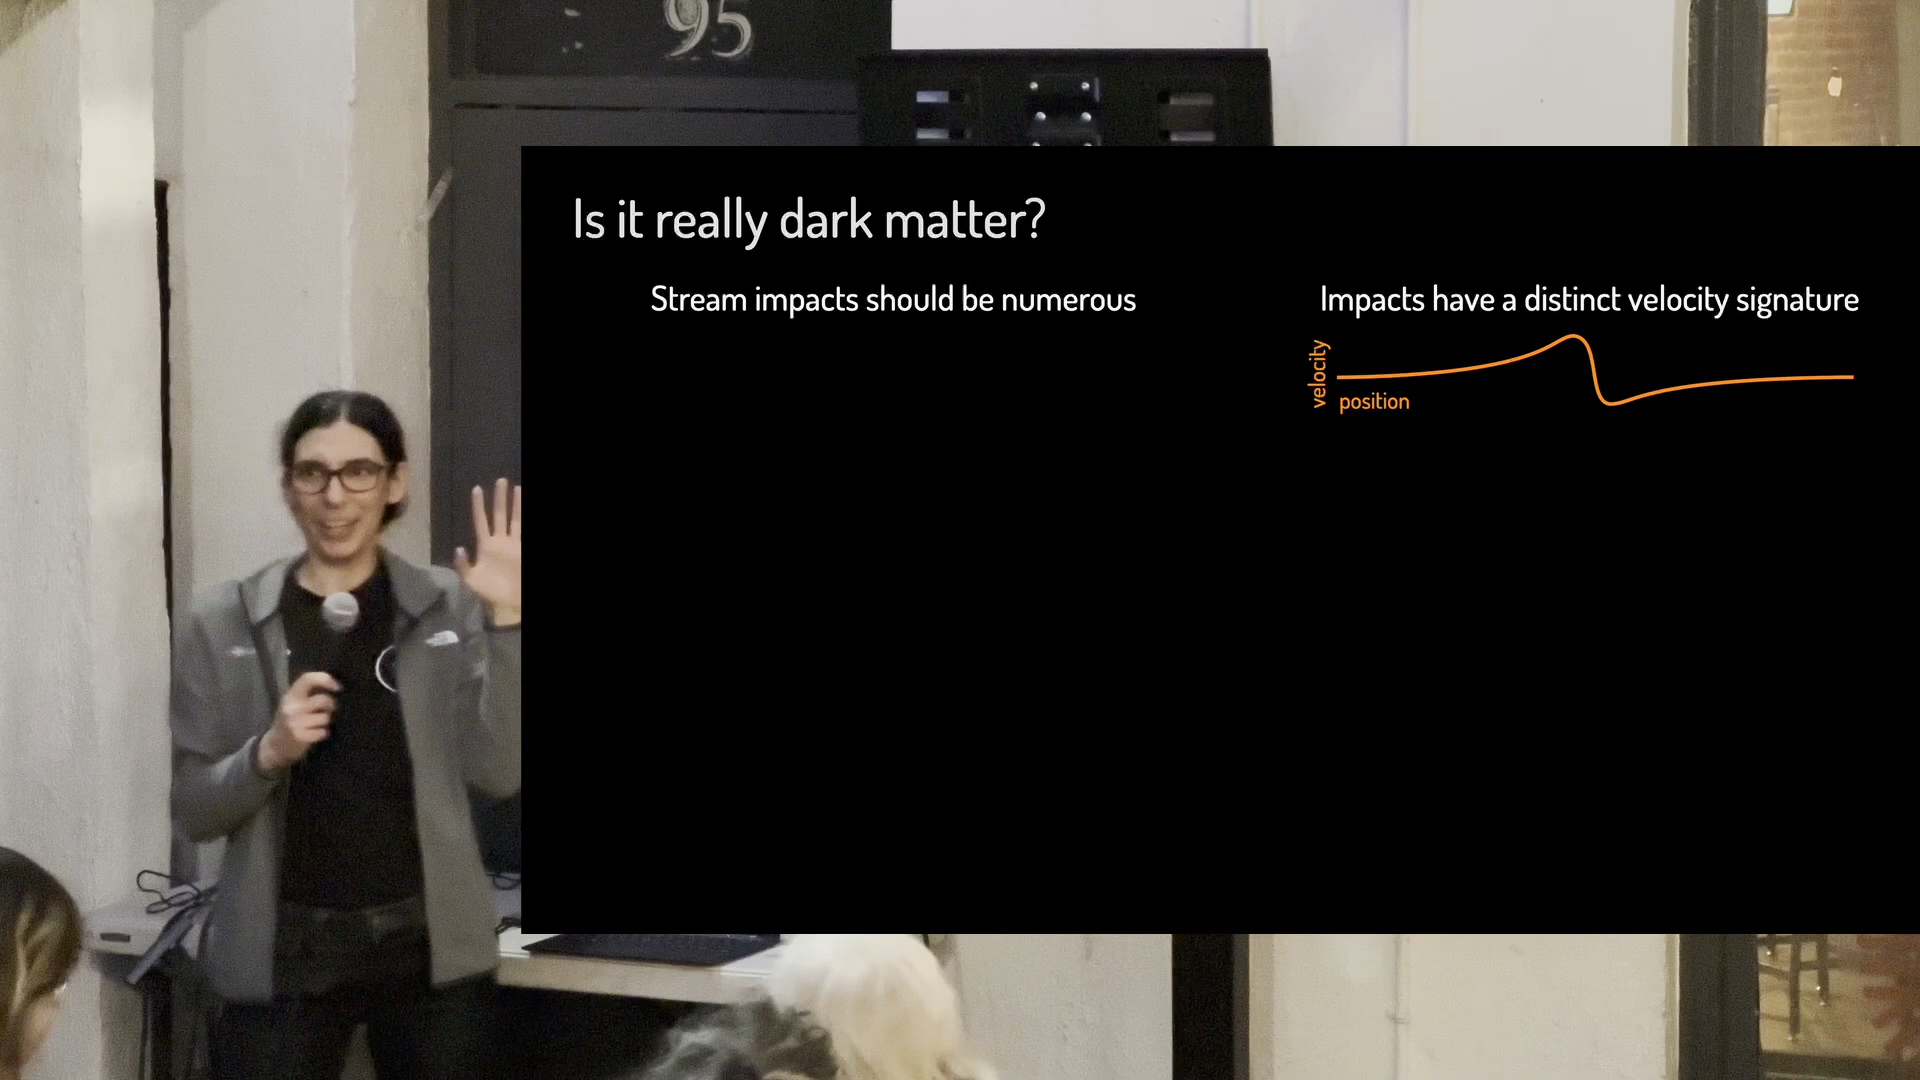 95
Is it really dark matter?
Stream impacts should be numerous
Impacts have a distinct velocity signature
velocity
position